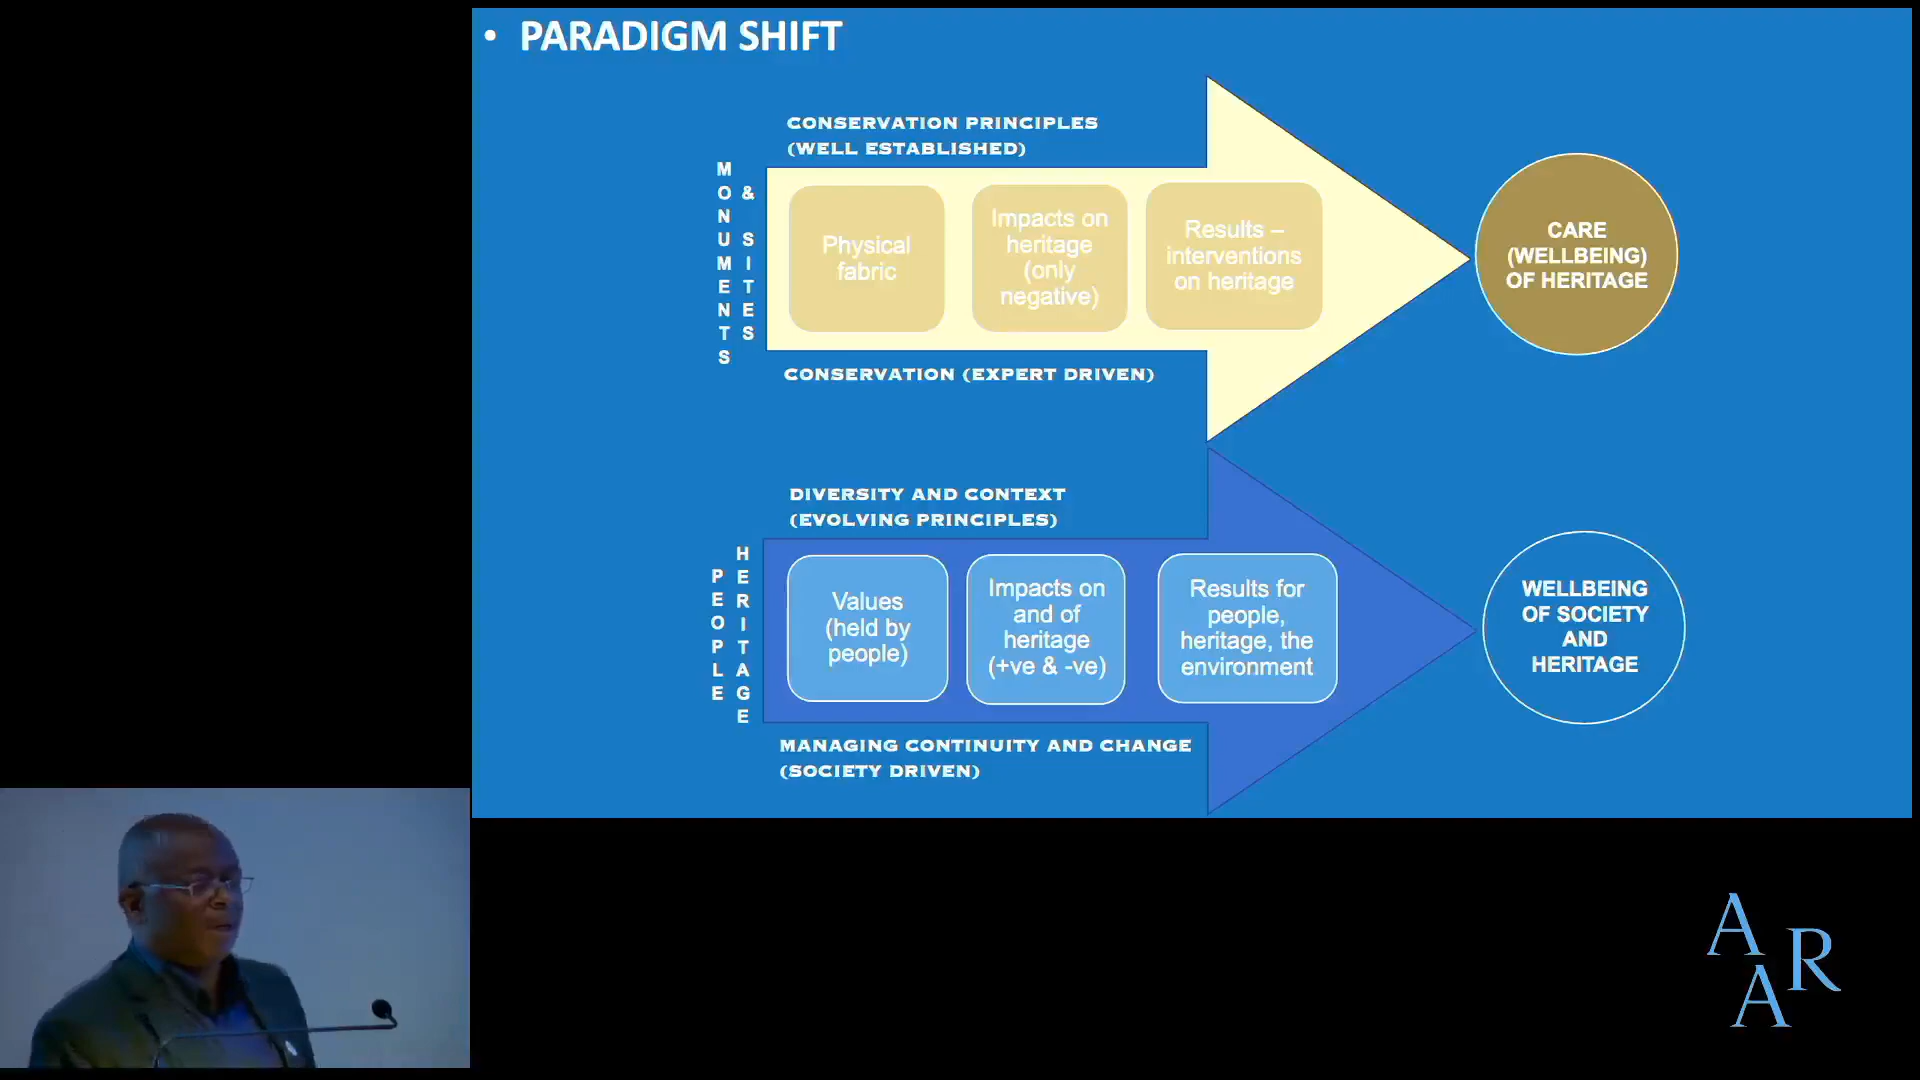 • PARADIGM SHIFT
CONSERVATION PRINCIPLES
(WELL ESTABLISHED)
MONUMENTS
& SITES
Physical
fabric
Impacts on
heritage
(only
negative)
Results –
interventions
on heritage
CARE
(WELLBEING)
OF HERITAGE
CONSERVATION (EXPERT DRIVEN)
DIVERSITY AND CONTEXT
(EVOLVING PRINCIPLES)
PEOPLE
HERITAGE
Values
(held by
people)
Impacts on
and of
heritage
(+ve & -ve)
Results for
people,
heritage, the
environment
WELLBEING
OF SOCIETY
AND
HERITAGE
MANAGING CONTINUITY AND CHANGE
(SOCIETY DRIVEN)
A
R
A